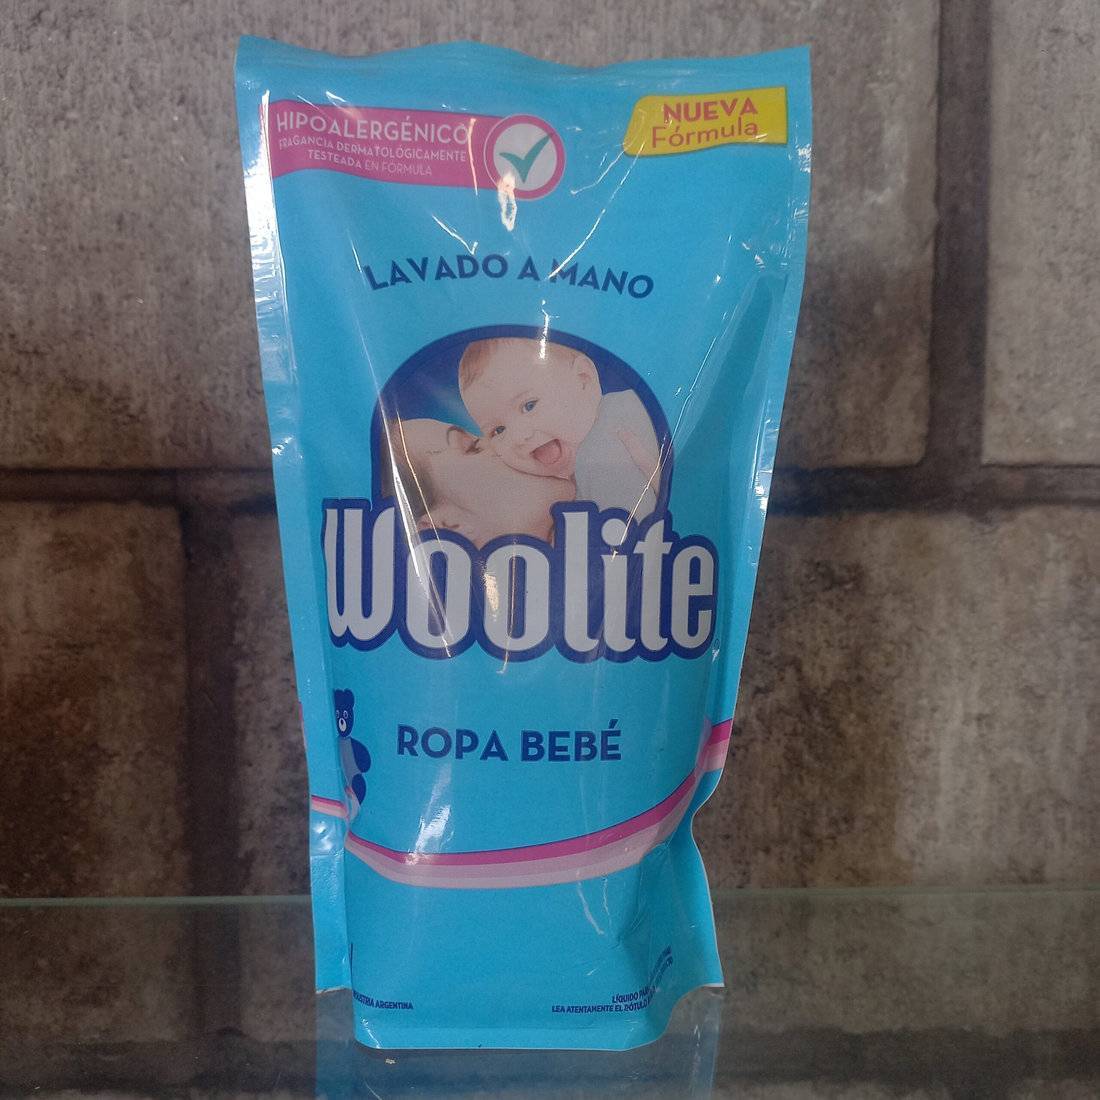 HIPOALERGÉNICO
FRAGANCIA DERMATOLÓGICAMENTE
TESTEADA EN FÓRMULA
NUEVA
Fórmula
LAVADO A MANO
Woolite
ROPA BEBÉ
INDUSTRIA ARGENTINA
LÍQUIDO
LEA ATENTAMENTE EL RÓTULO